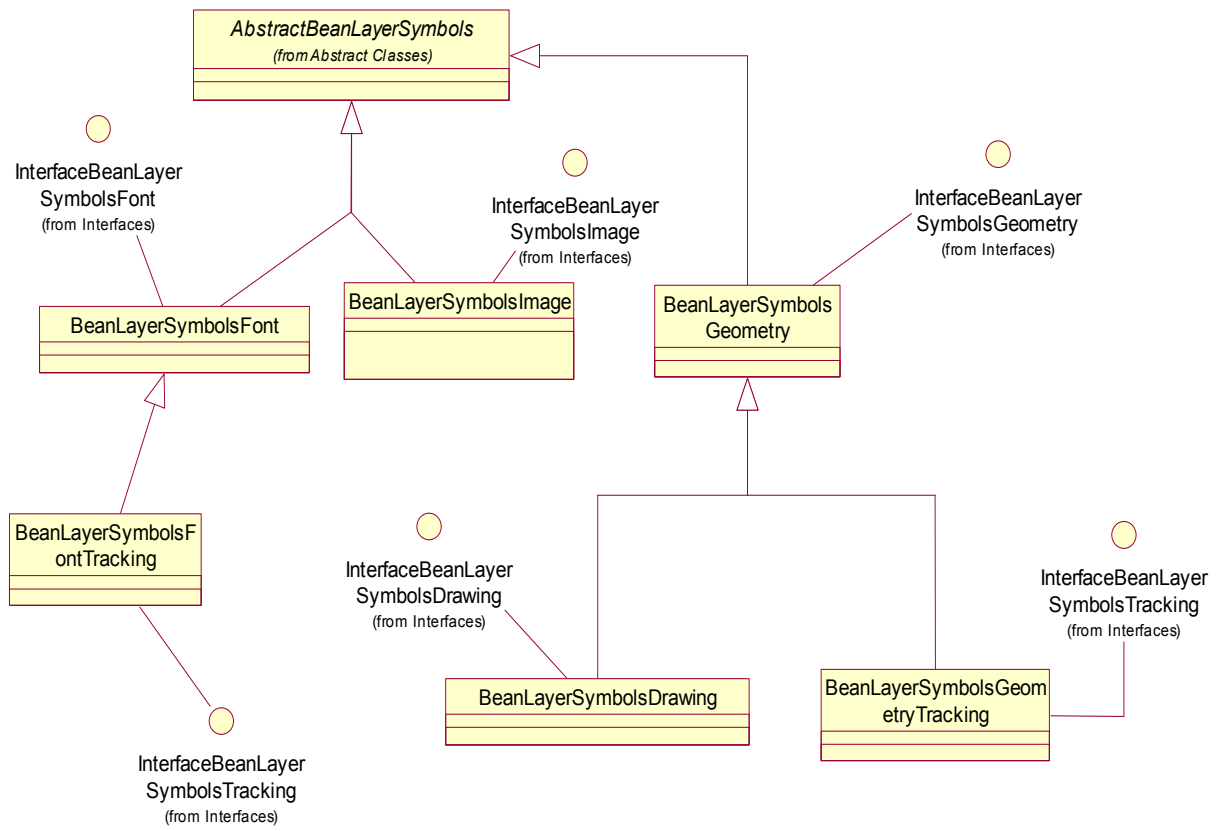 AbstractBeanLayerSymbols
(from Abstract Classes)
InterfaceBeanLayer
SymbolsFont
(from Interfaces)
InterfaceBeanLayer
SymbolsImage
(from Interfaces)
InterfaceBeanLayer
SymbolsGeometry
(from Interfaces)
BeanLayerSymbolsFont
BeanLayerSymbolsImage
BeanLayerSymbols
Geometry
BeanLayerSymbolsF
ontTracking
InterfaceBeanLayer
SymbolsDrawing
(from Interfaces)
InterfaceBeanLayer
SymbolsTracking
(from Interfaces)
BeanLayerSymbolsDrawing
BeanLayerSymbolsGeom
etryTracking
InterfaceBeanLayer
SymbolsTracking
(from Interfaces)